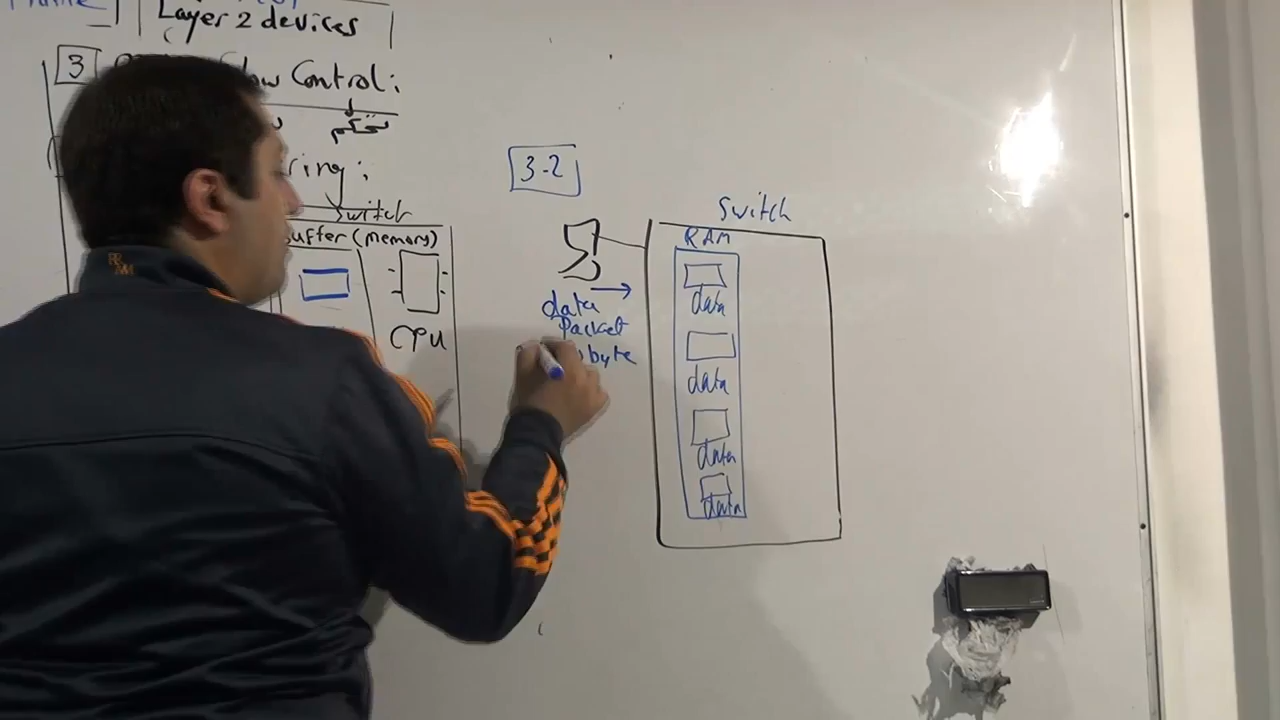 Layer 2 devices
3
Flow Control:
تحكم
ring:
Switch
Buffer (memory)
CPU
3-2
Switch
RAM
data
data
data
data
data
Packet
byte